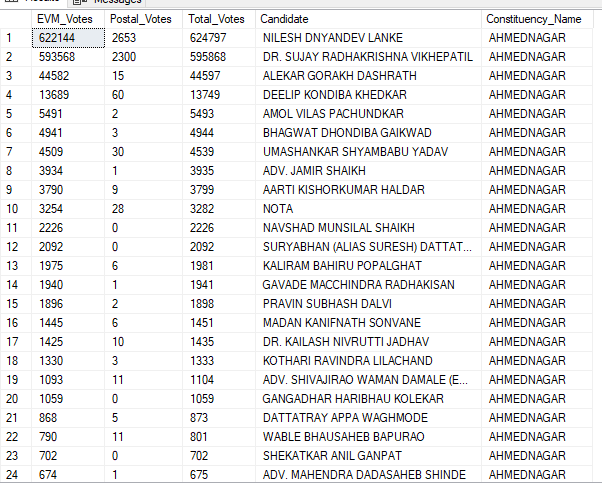 Messages
EVM_Votes Postal_Votes Total_Votes Candidate Constituency_Name
1 622144 2653 624797 NILESH DNYANDEV LANKE AHMEDNAGAR
2 593568 2300 595868 DR. SUJAY RADHAKRISHNA VIKHEPATIL AHMEDNAGAR
3 44582 15 44597 ALEKAR GORAKH DASHRATH AHMEDNAGAR
4 13689 60 13749 DEELIP KONDIBA KHEDKAR AHMEDNAGAR
5 5491 2 5493 AMOL VILAS PACHUNDKAR AHMEDNAGAR
6 4941 3 4944 BHAGWAT DHONDIBA GAIKWAD AHMEDNAGAR
7 4509 30 4539 UMASHANKAR SHYAMBABU YADAV AHMEDNAGAR
8 3934 1 3935 ADV. JAMIR SHAIKH AHMEDNAGAR
9 3790 9 3799 AARTI KISHORKUMAR HALDAR AHMEDNAGAR
10 3254 28 3282 NOTA AHMEDNAGAR
11 2226 0 2226 NAVSHAD MUNSILAL SHAIKH AHMEDNAGAR
12 2092 0 2092 SURYABHAN (ALIAS SURESH) DATTAT... AHMEDNAGAR
13 1975 6 1981 KALIRAM BAHIRU POPALGHAT AHMEDNAGAR
14 1940 1 1941 GAVADE MACCHINDRA RADHAKISAN AHMEDNAGAR
15 1896 2 1898 PRAVIN SUBHASH DALVI AHMEDNAGAR
16 1445 6 1451 MADAN KANIFNATH SONVANE AHMEDNAGAR
17 1425 10 1435 DR. KAILASH NIVRUTTI JADHAV AHMEDNAGAR
18 1330 3 1333 KOTHARI RAVINDRA LILACHAND AHMEDNAGAR
19 1093 11 1104 ADV. SHIVAJIRAO WAMAN DAMALE (E... AHMEDNAGAR
20 1059 0 1059 GANGADHAR HARIBHAU KOLEKAR AHMEDNAGAR
21 868 5 873 DATTATRAY APPA WAGHMODE AHMEDNAGAR
22 790 11 801 WABLE BHAUSAHEB BAPURAO AHMEDNAGAR
23 702 0 702 SHEKATKAR ANIL GANPAT AHMEDNAGAR
24 674 1 675 ADV. MAHENDRA DADASAHEB SHINDE AHMEDNAGAR